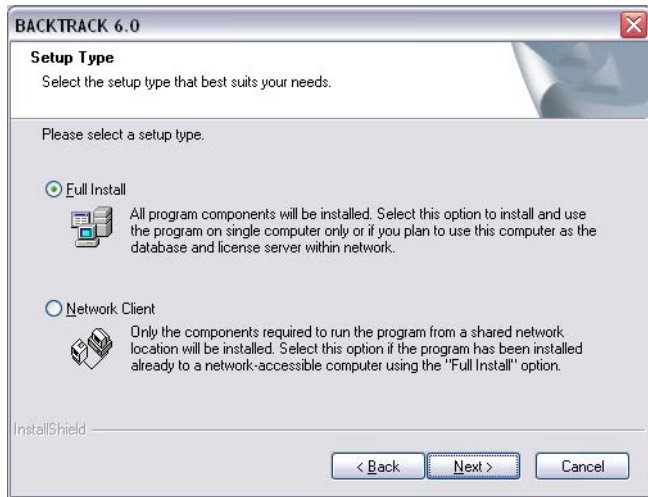 BACKTRACK 6.0
Setup Type
Select the setup type that best suits your needs.
Please select a setup type.
Full Install
All program components will be installed. Select this option to install and use
the program on single computer only or if you plan to use this computer as the
database and license server within network.
Network Client
Only the components required to run the program from a shared network
location will be installed. Select this option if the program has been installed
already to a network-accessible computer using the "Full Install" option.
InstallShield
< Back Next > Cancel